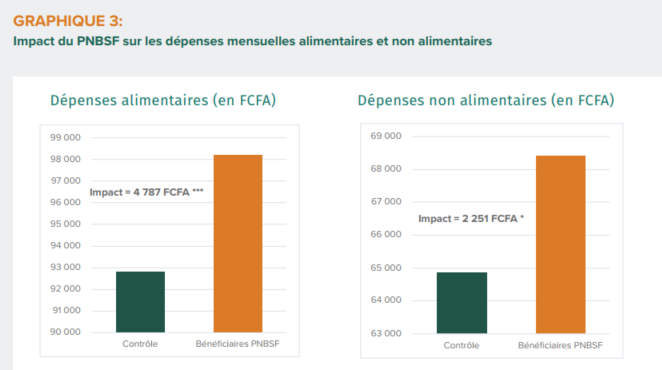 GRAPHIQUE 3:
Impact du PNBSF sur les dépenses mensuelles alimentaires et non alimentaires
Dépenses alimentaires (en FCFA)
99 000
98 000
97 000
Impact = 4 787 FCFA ***
96 000
95 000
94 000
93 000
92 000
91 000
90 000
Contrôle Bénéficiaires PNBSF
Dépenses non alimentaires (en FCFA)
69 000
68 000
67 000
Impact = 2 251 FCFA *
66 000
65 000
64 000
63 000
Contrôle Bénéficiaires PNBSF